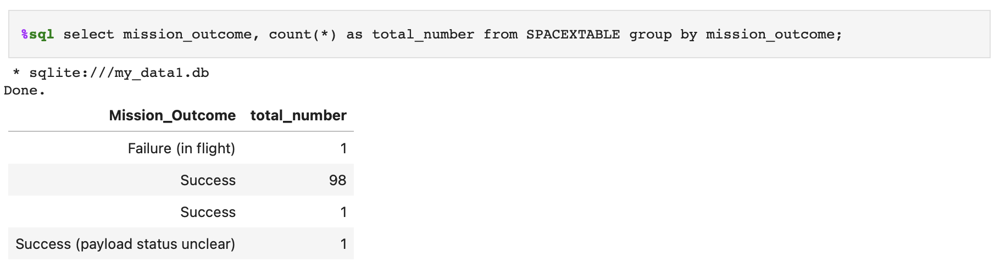 %sql select mission_outcome, count(*) as total_number from SPACEXTABLE group by mission_outcome;
* sqlite:///my_data1.db
Done.
Mission_Outcome total_number
Failure (in flight) 1
Success 98
Success 1
Success (payload status unclear) 1